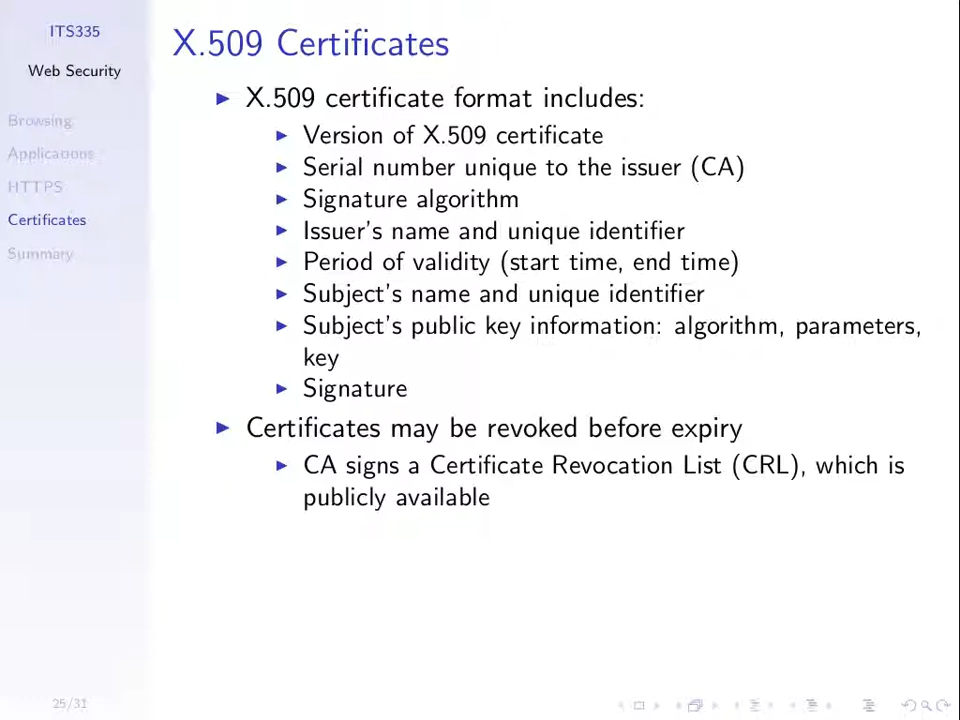 ITS335
Web Security
Browsing
Applications
HTTPS
Certificates
Summary
X.509 Certificates
X.509 certificate format includes:
Version of X.509 certificate
Serial number unique to the issuer (CA)
Signature algorithm
Issuer's name and unique identifier
Period of validity (start time, end time)
Subject's name and unique identifier
Subject's public key information: algorithm, parameters,
key
Signature
Certificates may be revoked before expiry
CA signs a Certificate Revocation List (CRL), which is
publicly available
25/31